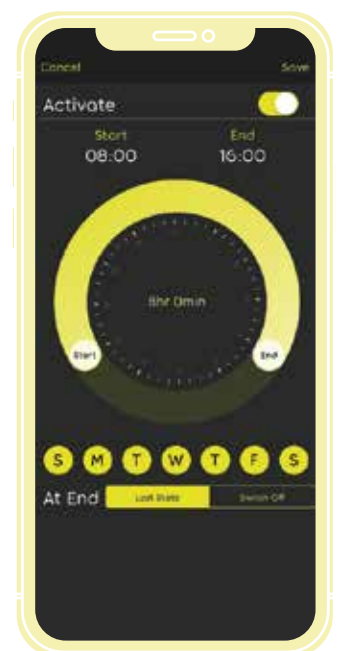 Cancel Save
Activate
Start End
08:00 16:00
8hr 0min
Start End
S M T W T F S
At End Last State Switch Off